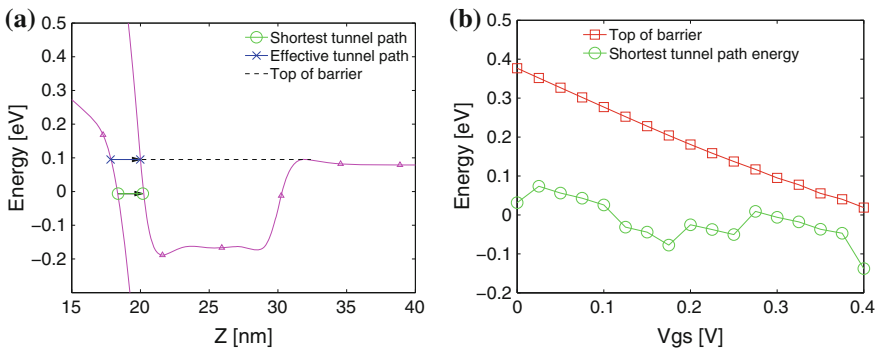 (a)
0.5
0.4
0.3
0.2
0.1
0
−0.1
−0.2
Energy [eV]
Shortest tunnel path
Effective tunnel path
Top of barrier
15
20
25
30
35
40
Z [nm]
(b)
0.5
0.4
0.3
0.2
0.1
0
−0.1
−0.2
Energy [eV]
Top of barrier
Shortest tunnel path energy
0
0.1
0.2
0.3
0.4
Vgs [V]